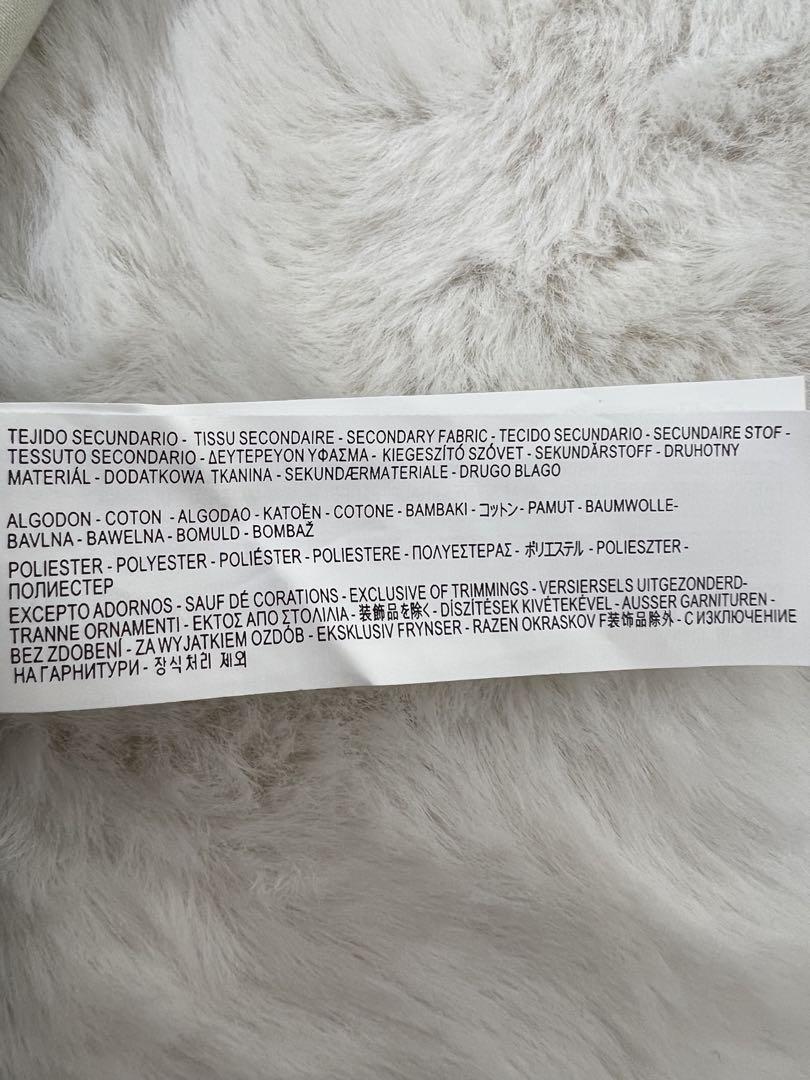 TEJIDO SECUNDARIO - TISSU SECONDAIRE - SECONDARY FABRIC - TECIDO SECUNDARIO - SECUNDAIRE STOF -
TESSUTO SECONDARIO - ΔΕΥΤΕΡΕΥΟΝ ΥΦΑΣΜΑ - KIEGESZÍTÓ SZÖVET - SEKUNDÄRSTOFF - DRUHOTNY
MATERIÁL - DODATKOWA TKANINA - SEKUNDÆRMATERIALE - DRUGO BLAGO
ALGODON - COTON - ALGODAO - KATOEN - COTONE - BAMBAKI - コットン - PAMUT - BAUMWOLLE-
BAVLNA - BAWELNA - BOMULD - BOMBAŽ
POLIESTER - POLYESTER - POLIÉSTER - POLIESTERE - ΠΟΛΥΕΣΤΕΡΑΣ - ポリエステル - POLIESZTER -
ПОЛИЕСТЕР
EXCEPTO ADORNOS - SAUF DÉ CORATIONS - EXCLUSIVE OF TRIMMINGS - VERSIERSELS UITGEZONDERD-
TRANNE ORNAMENTI - ΕΚΤΟΣ ΑΠΟ ΣΤΟΛΙΛΙΑ - 装飾品を除く- DÍSZÍTÉSEK KIVÉTEKÉVEL - AUSSER GARNITUREN -
BEZ ZDOBENÍ - ZA WYJATKIEM OZDÓB - EKSKLUSIV FRYNSER - RAZEN OKRASKOV F装饰品除外 - С ИЗКЛЮЧЕНИЕ
НА ГАРНИТУРИ - 장식 처리 제외